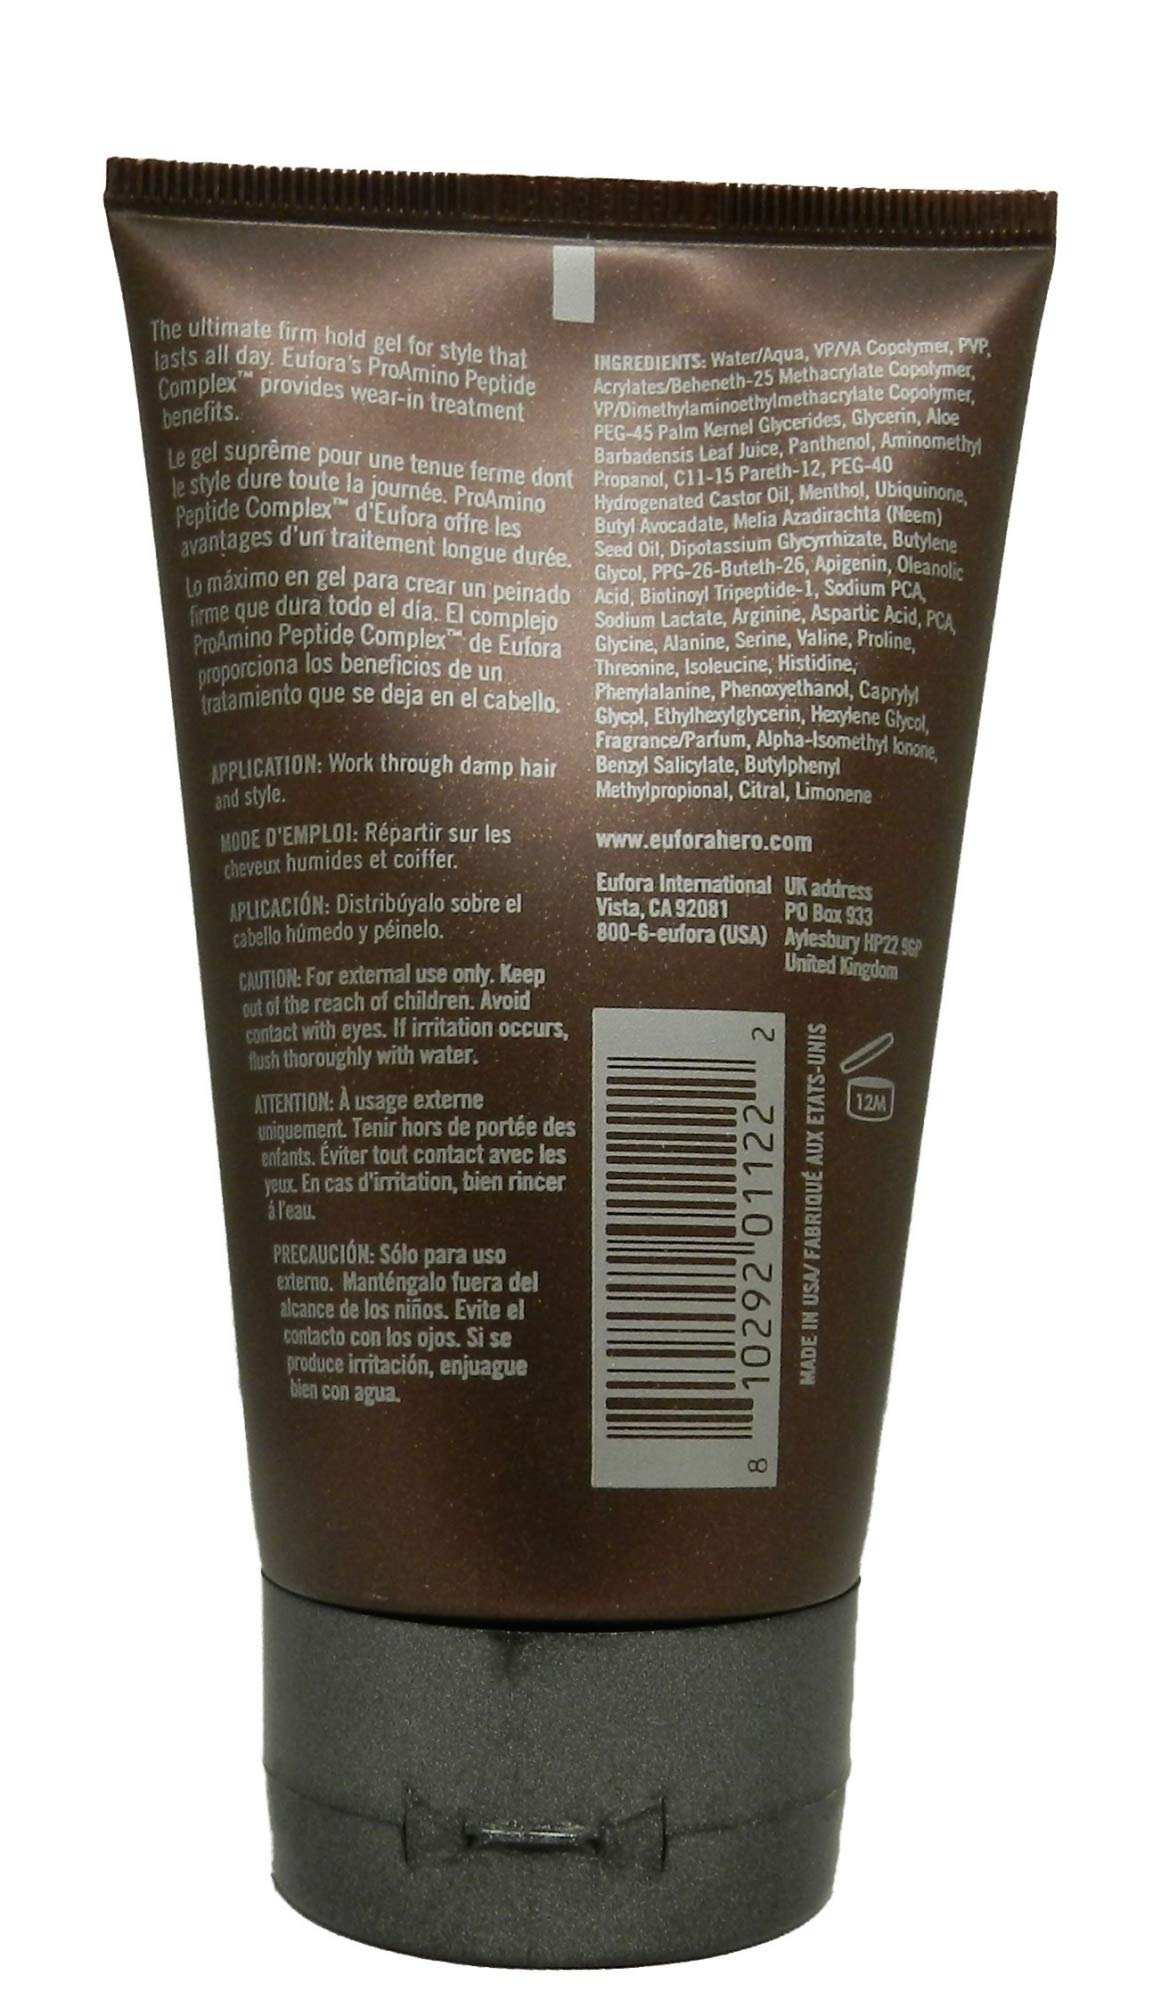 The ultimate firm hold gel for style that
lasts all day. Eufora's ProAmino Peptide
Complex™ provides wear-in treatment
benefits.
Le gel suprême pour une tenue ferme dont
le style dure toute la journée. ProAmino
Peptide Complex™ d'Eufora offre les
avantages d'un traitement longue durée.
Lo máximo en gel para crear un peinado
firme que dura todo el día. El complejo
ProAmino Peptide Complex™ de Eufora
proporciona los beneficios de un
tratamiento que se deja en el cabello.
APPLICATION: Work through damp hair
and style.
MODE D'EMPLOI: Répartir sur les
cheveux humides et coiffer.
APLICACIÓN: Distribúyalo sobre el
cabello húmedo y péinelo.
CAUTION: For external use only. Keep
out of the reach of children. Avoid
contact with eyes. If irritation occurs,
flush thoroughly with water.
ATTENTION: À usage externe
uniquement. Tenir hors de portée des
enfants. Éviter tout contact avec les
yeux. En cas d'irritation, bien rincer
á l'eau.
PRECAUCIÓN: Sólo para uso
externo. Manténgalo fuera del
alcance de los niños. Evite el
contacto con los ojos. Si se
produce irritación, enjuague
bien con agua.
INGREDIENTS: Water/Aqua, VP/VA Copolymer, PVP,
Acrylates/Beheneth-25 Methacrylate Copolymer,
VP/Dimethylaminoethylmethacrylate Copolymer,
PEG-45 Palm Kernel Glycerides, Glycerin, Aloe
Barbadensis Leaf Juice, Panthenol, Aminomethyl
Propanol, C11-15 Pareth-12, PEG-40
Hydrogenated Castor Oil, Menthol, Ubiquinone,
Butyl Avocadate, Melia Azadirachta (Neem)
Seed Oil, Dipotassium Glycyrrhizate, Butylene
Glycol, PPG-26-Buteth-26, Apigenin, Oleanolic
Acid, Biotinoyl Tripeptide-1, Sodium PCA,
Sodium Lactate, Arginine, Aspartic Acid, PCA,
Glycine, Alanine, Serine, Valine, Proline,
Threonine, Isoleucine, Histidine,
Phenylalanine, Phenoxyethanol, Caprylyl
Glycol, Ethylhexylglycerin, Hexylene Glycol,
Fragrance/Parfum, Alpha-Isomethyl Ionone,
Benzyl Salicylate, Butylphenyl
Methylpropional, Citral, Limonene
www.euforahero.com
Eufora International
Vista, CA 92081
800-6-eufora (USA)
UK address
PO Box 933
Aylesbury HP22 9GP
United Kingdom
8 10292 01122 2
MADE IN USA/ FABRIQUÉ AUX ETATS-UNIS
12M